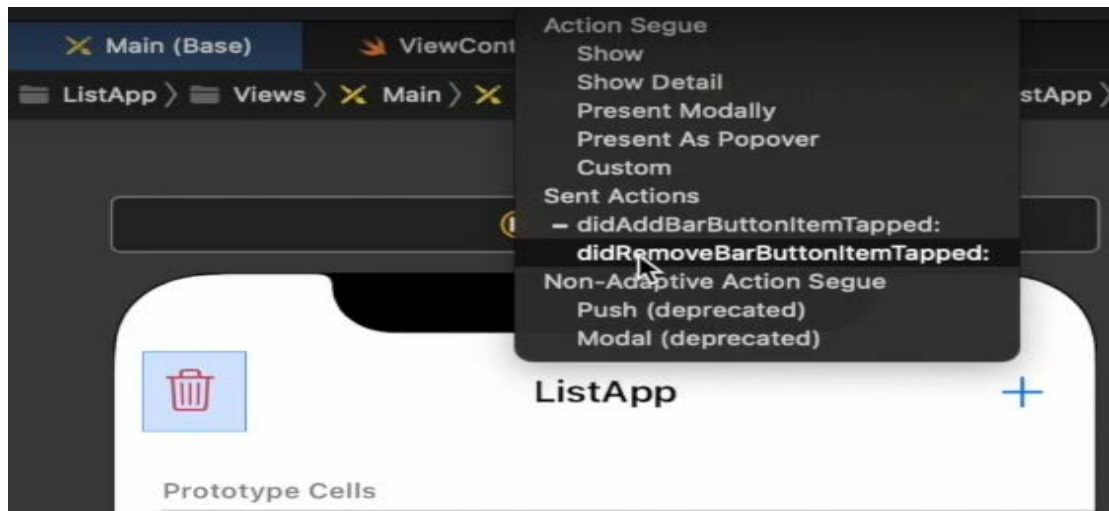 Main (Base)
ViewCont
ListApp 〉 Views 〉 Main 〉
stApp 〉
Action Segue
Show
Show Detail
Present Modally
Present As Popover
Custom
Sent Actions
– didAddBarButtonItemTapped:
didRemoveBarButtonItemTapped:
Non-Adaptive Action Segue
Push (deprecated)
Modal (deprecated)
ListApp
Prototype Cells